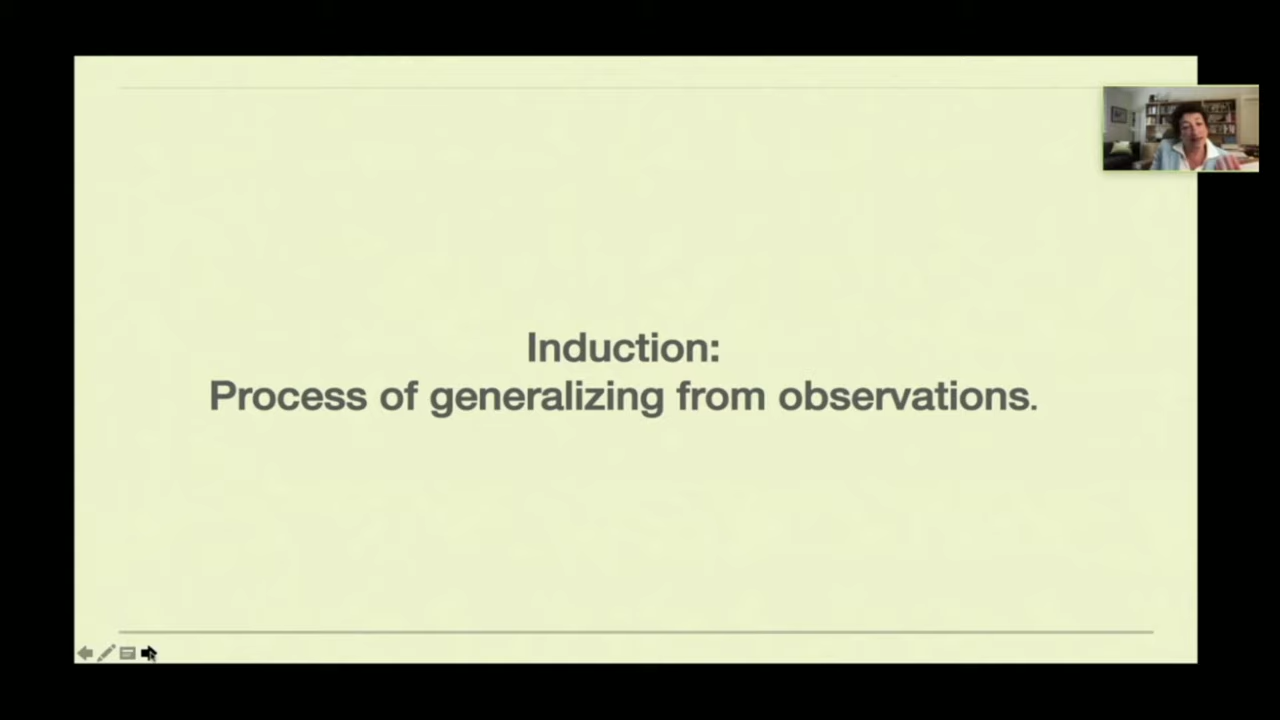 Induction:
Process of generalizing from observations.